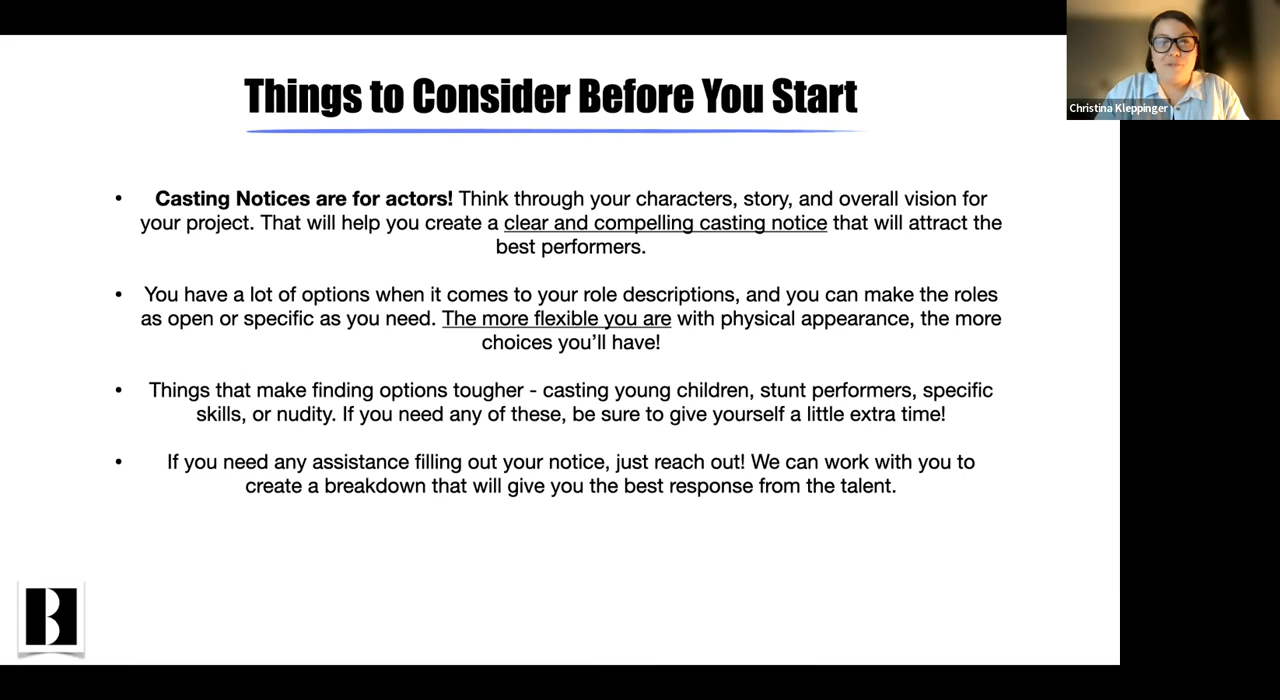 Things to Consider Before You Start
Christina Kleppinger
• Casting Notices are for actors! Think through your characters, story, and overall vision for
your project. That will help you create a clear and compelling casting notice that will attract the
best performers.
• You have a lot of options when it comes to your role descriptions, and you can make the roles
as open or specific as you need. The more flexible you are with physical appearance, the more
choices you’ll have!
• Things that make finding options tougher - casting young children, stunt performers, specific
skills, or nudity. If you need any of these, be sure to give yourself a little extra time!
• If you need any assistance filling out your notice, just reach out! We can work with you to
create a breakdown that will give you the best response from the talent.
B